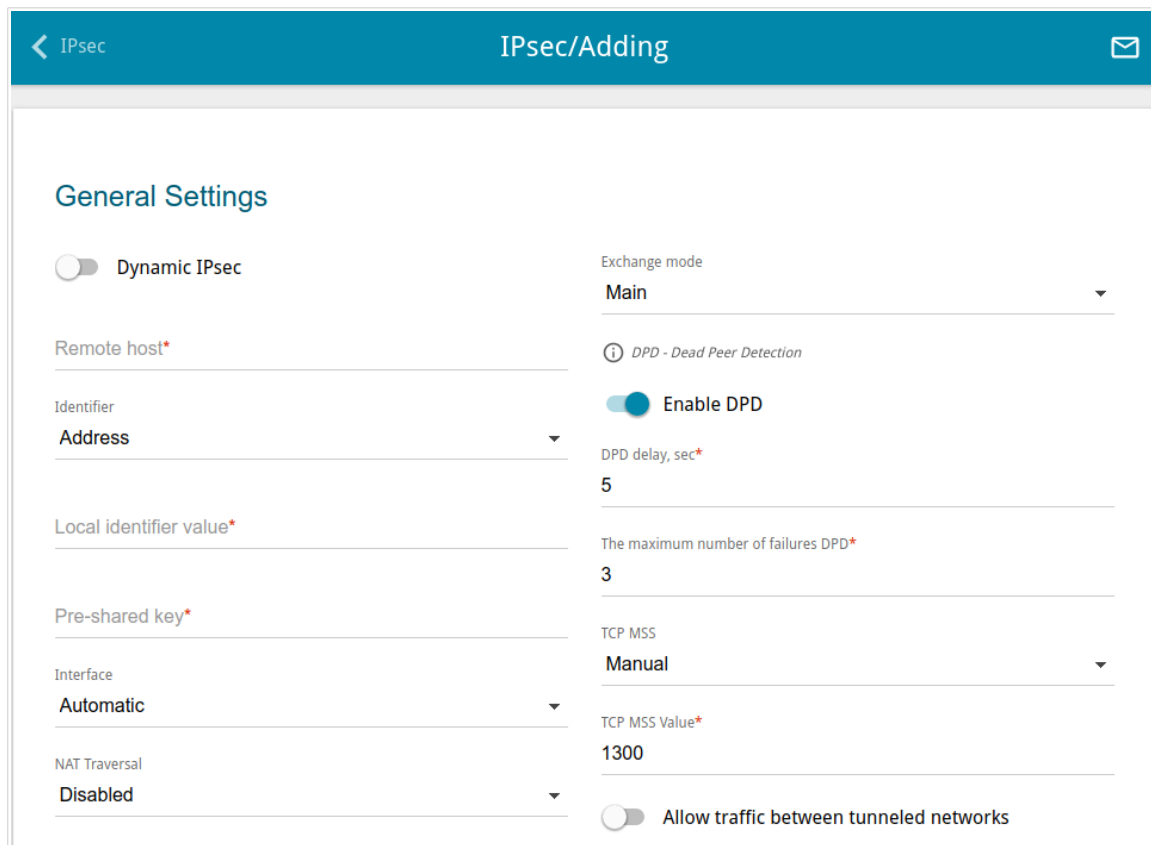 IPsec
IPsec/Adding
General Settings
Dynamic IPsec
Remote host*
Identifier
Address
Local identifier value*
Pre-shared key*
Interface
Automatic
NAT Traversal
Disabled
Exchange mode
Main
DPD - Dead Peer Detection
Enable DPD
DPD delay, sec*
5
The maximum number of failures DPD*
3
TCP MSS
Manual
TCP MSS Value*
1300
Allow traffic between tunneled networks